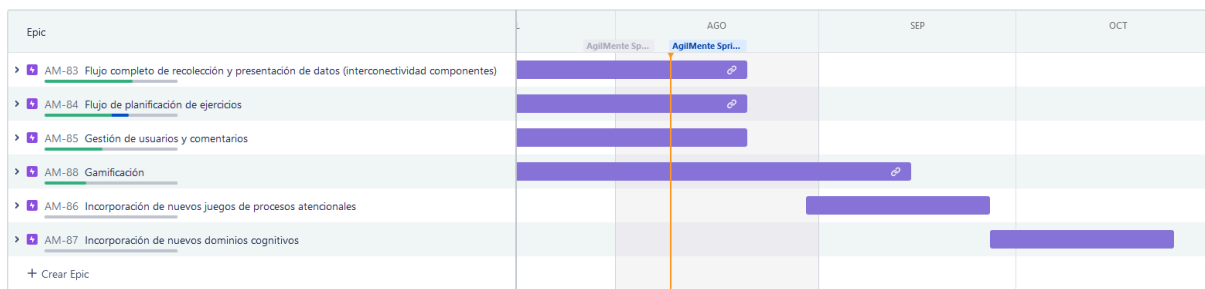 Epic
AGO
SEP
OCT
AgilMente Sp...
AgilMente Spri...
AM-83 Flujo completo de recolección y presentación de datos (interconectividad componentes)
AM-84 Flujo de planificación de ejercicios
AM-85 Gestión de usuarios y comentarios
AM-88 Gamificación
AM-86 Incorporación de nuevos juegos de procesos atencionales
AM-87 Incorporación de nuevos dominios cognitivos
+ Crear Epic